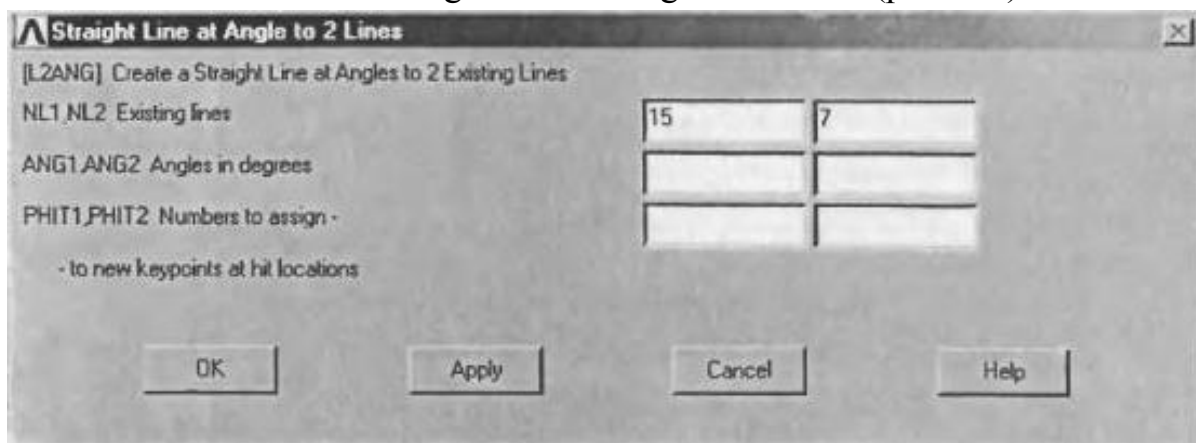 Straight Line at Angle to 2 Lines
[L2ANG] Create a Straight Line at Angles to 2 Existing Lines
NL1,NL2 Existing lines 15 7
ANG1,ANG2 Angles in degrees
PHIT1,PHIT2 Numbers to assign -
- to new keypoints at hit locations
OK Apply Cancel Help